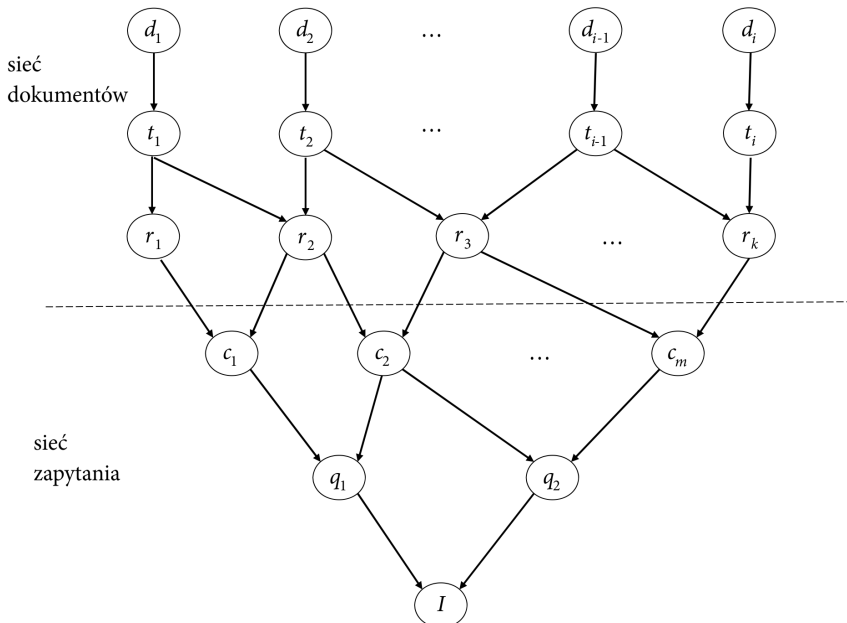 d1 d2 ... di-1 di
sieć
dokumentów
t1 t2 ... ti-1 ti
r1 r2 r3 ... rk
c1 c2 ... cm
sieć
zapytania
q1 q2
I